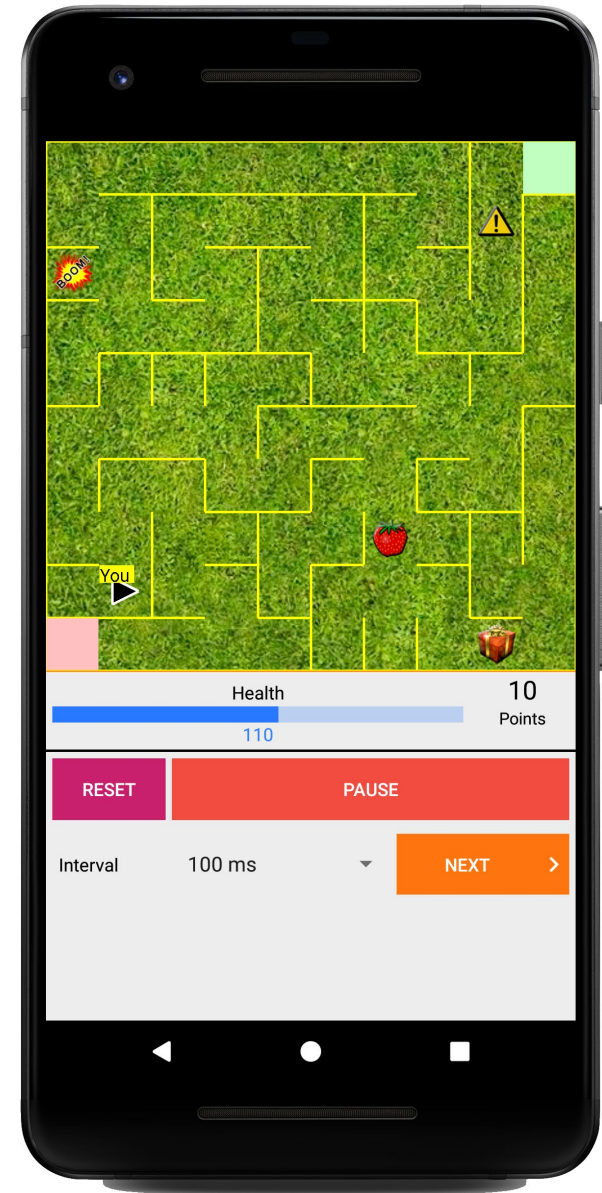 BOOM!
You
Health
10
Points
110
RESET
PAUSE
Interval
100 ms
NEXT